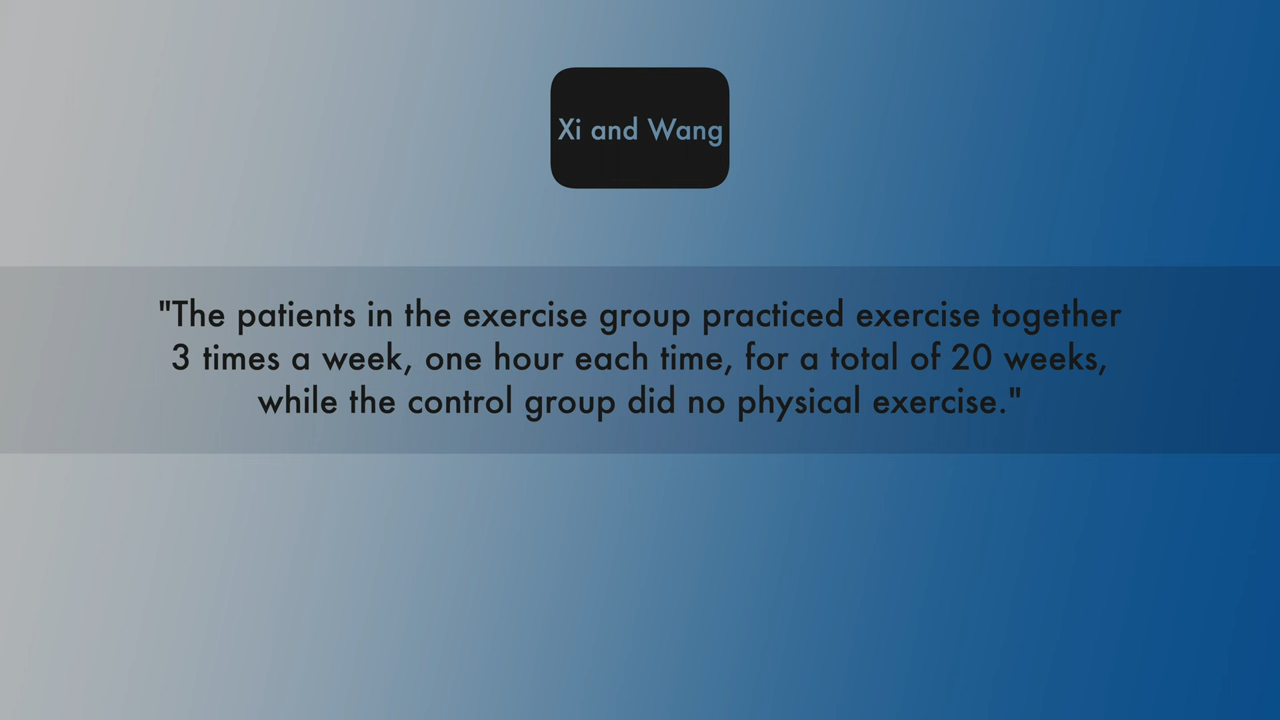 Xi and Wang
"The patients in the exercise group practiced exercise together
3 times a week, one hour each time, for a total of 20 weeks,
while the control group did no physical exercise."